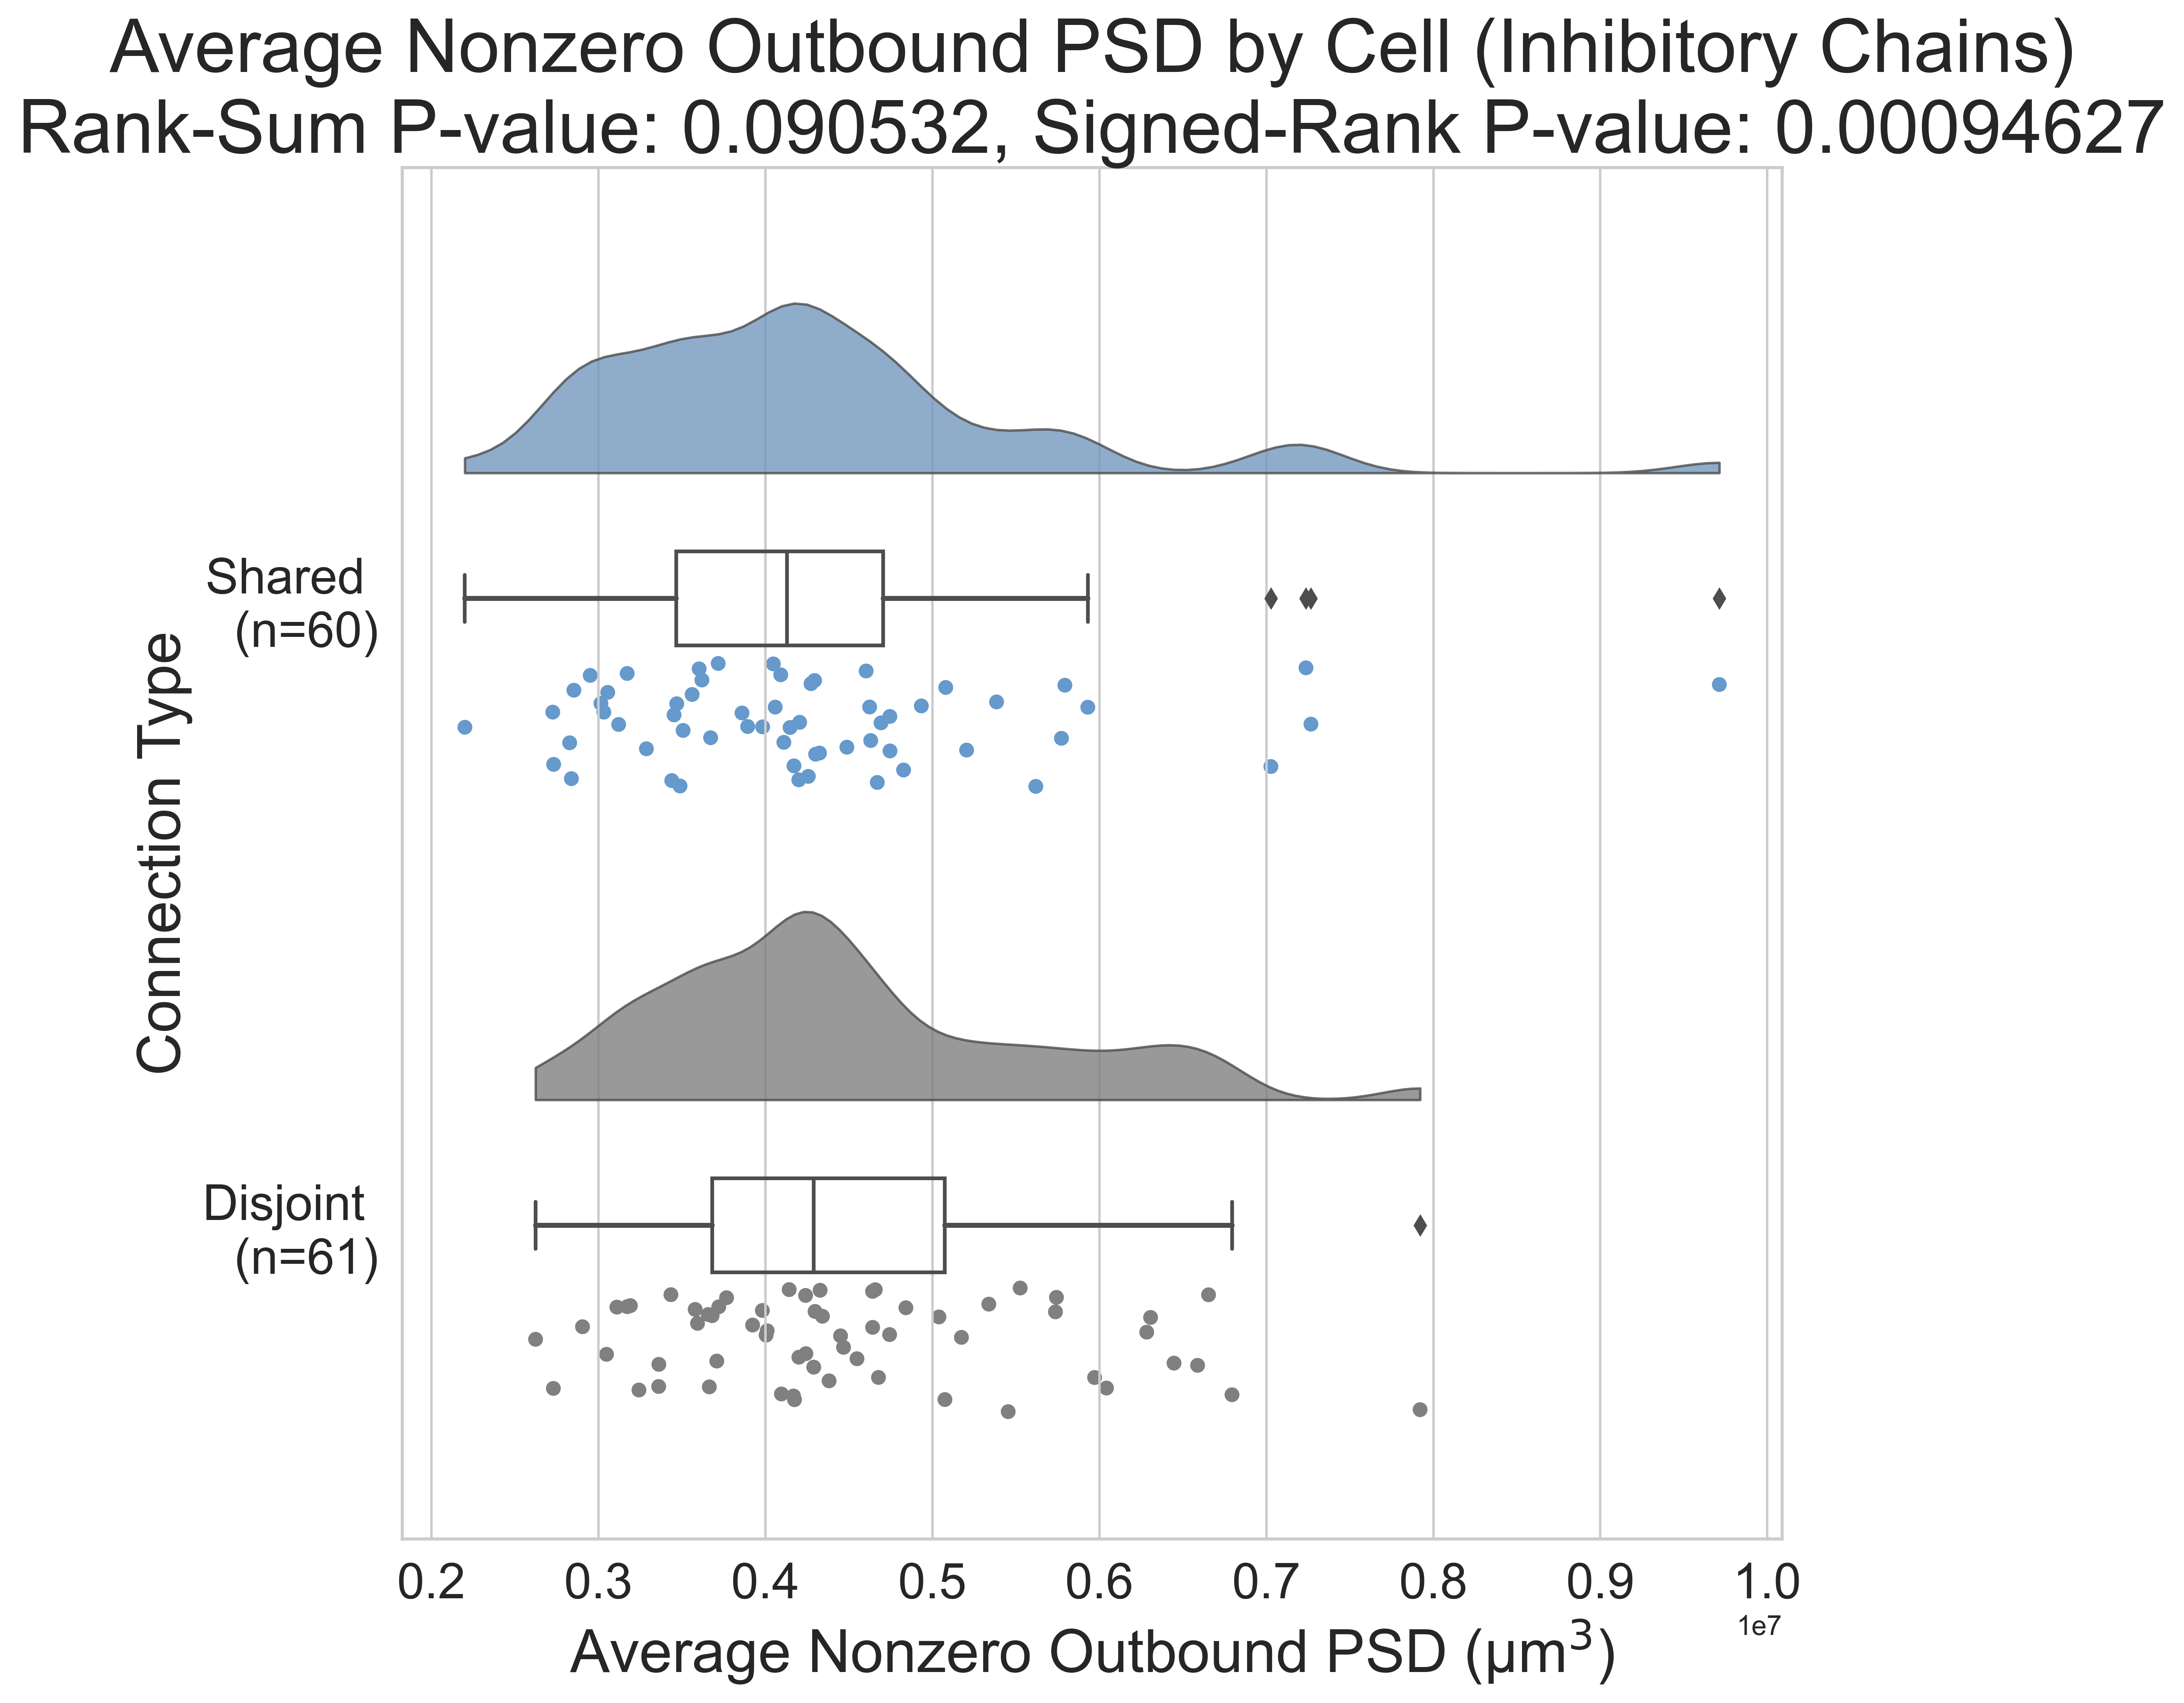 Average Nonzero Outbound PSD by Cell (Inhibitory Chains)
Rank-Sum P-value: 0.090532, Signed-Rank P-value: 0.00094627
Connection Type
Shared
(n=60)
Disjoint
(n=61)
0.2 0.3 0.4 0.5 0.6 0.7 0.8 0.9 1.0
1e7
Average Nonzero Outbound PSD (μm³)